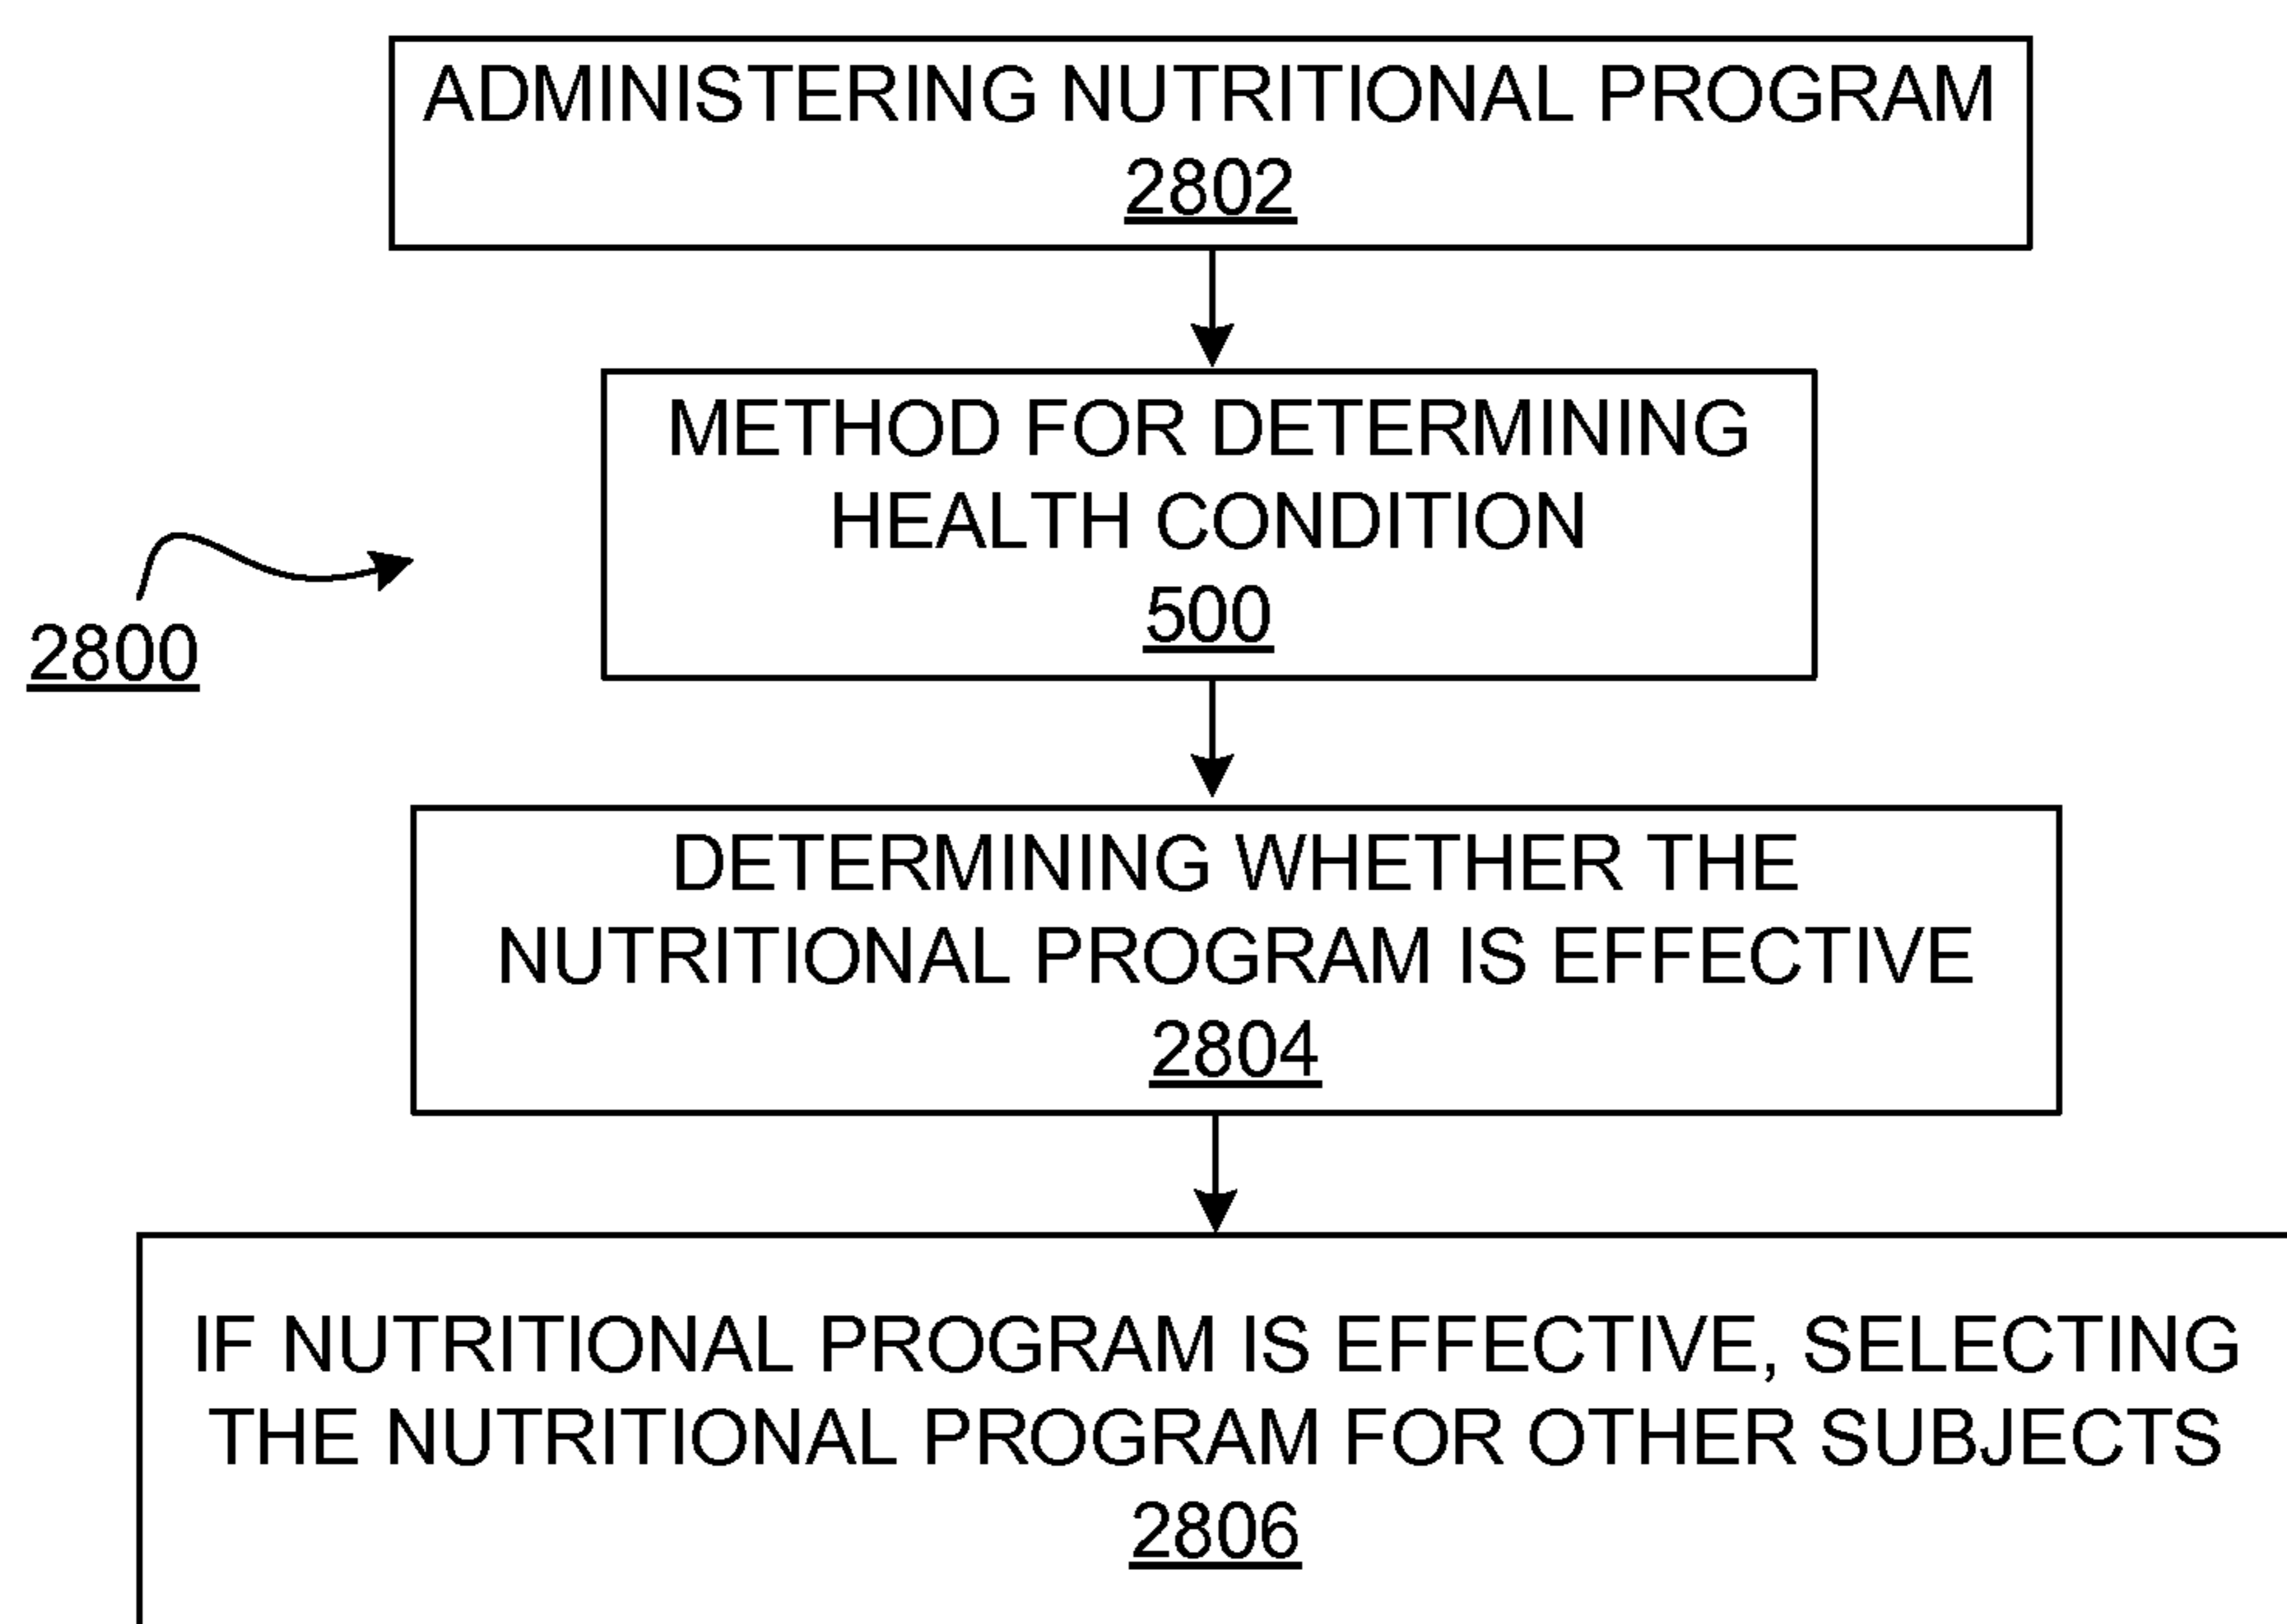 ADMINISTERING NUTRITIONAL PROGRAM
2802
METHOD FOR DETERMINING
HEALTH CONDITION
500
2800
DETERMINING WHETHER THE
NUTRITIONAL PROGRAM IS EFFECTIVE
2804
IF NUTRITIONAL PROGRAM IS EFFECTIVE, SELECTING
THE NUTRITIONAL PROGRAM FOR OTHER SUBJECTS
2806